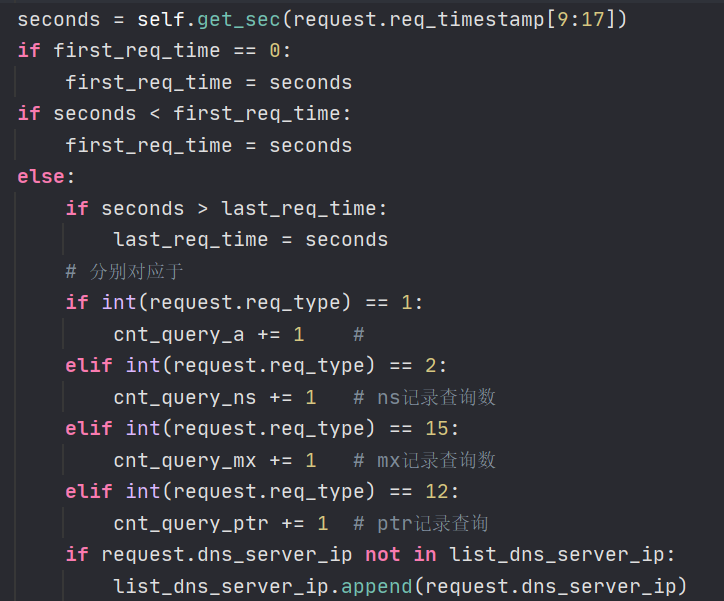 seconds = self.get_sec(request.req_timestamp[9:17])
if first_req_time == 0:
    first_req_time = seconds
if seconds < first_req_time:
    first_req_time = seconds
else:
    if seconds > last_req_time:
        last_req_time = seconds
    # 分别对应于
    if int(request.req_type) == 1:
        cnt_query_a += 1    #
    elif int(request.req_type) == 2:
        cnt_query_ns += 1   # ns记录查询数
    elif int(request.req_type) == 15:
        cnt_query_mx += 1   # mx记录查询数
    elif int(request.req_type) == 12:
        cnt_query_ptr += 1  # ptr记录查询
    if request.dns_server_ip not in list_dns_server_ip:
        list_dns_server_ip.append(request.dns_server_ip)